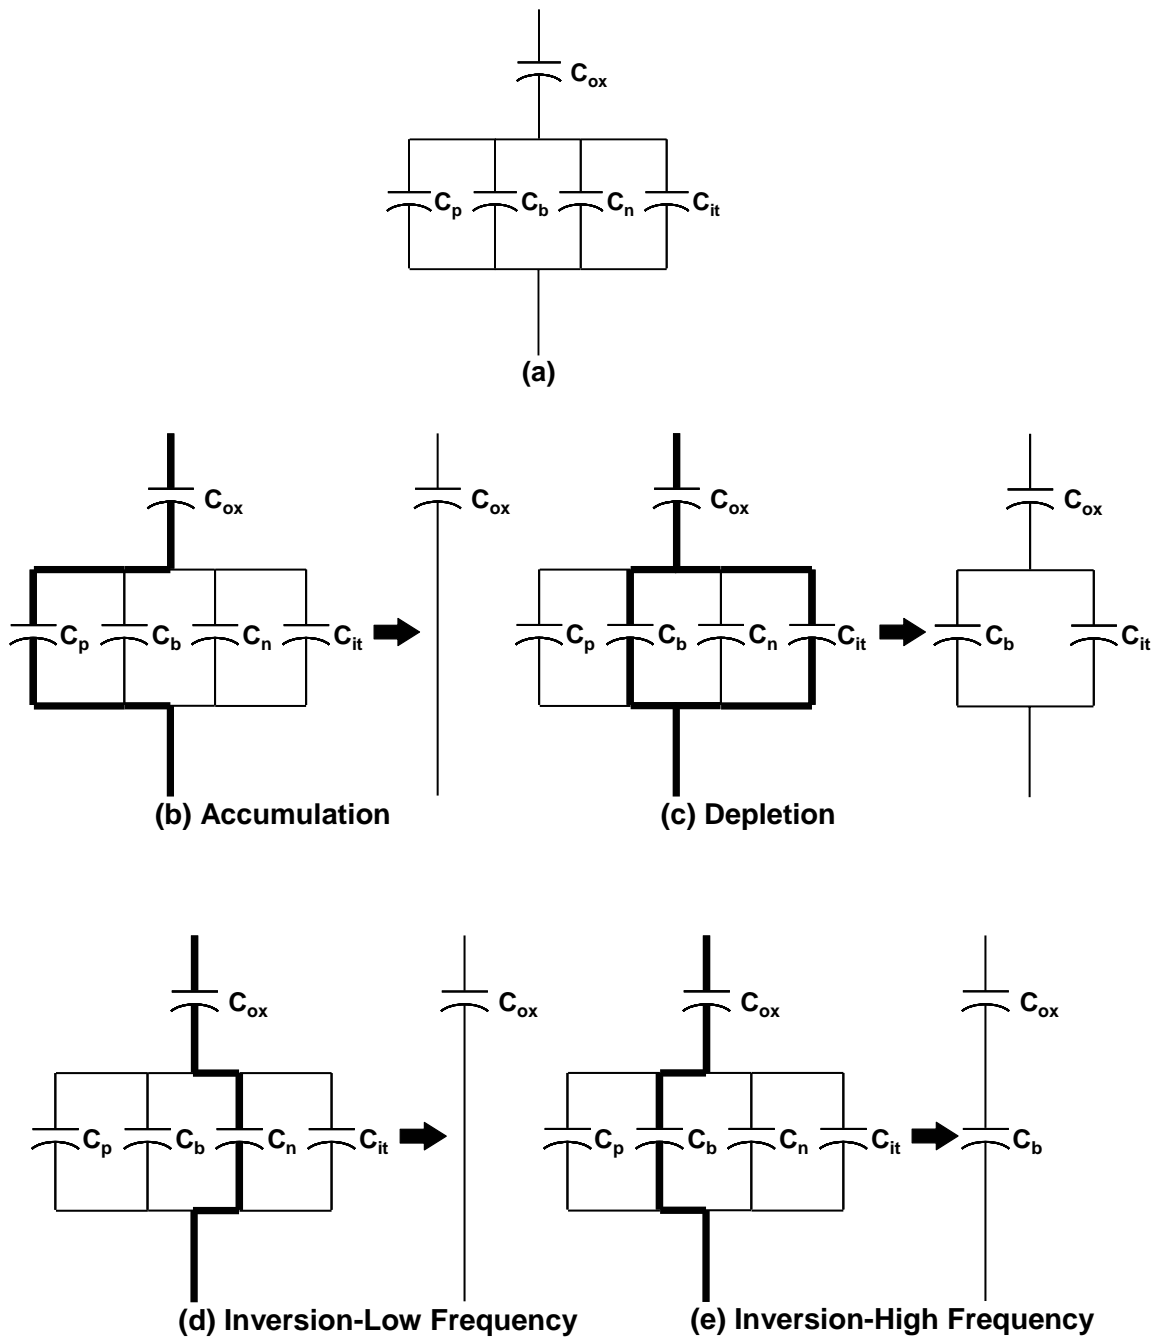 Cox
Cp Cb Cn Cit
(a)
Cox Cox Cox Cox
Cp Cb Cn Cit Cp Cb Cn Cit Cb Cit
(b) Accumulation (c) Depletion
Cox Cox Cox Cox
Cp Cb Cn Cit Cp Cb Cn Cit Cb
(d) Inversion-Low Frequency (e) Inversion-High Frequency